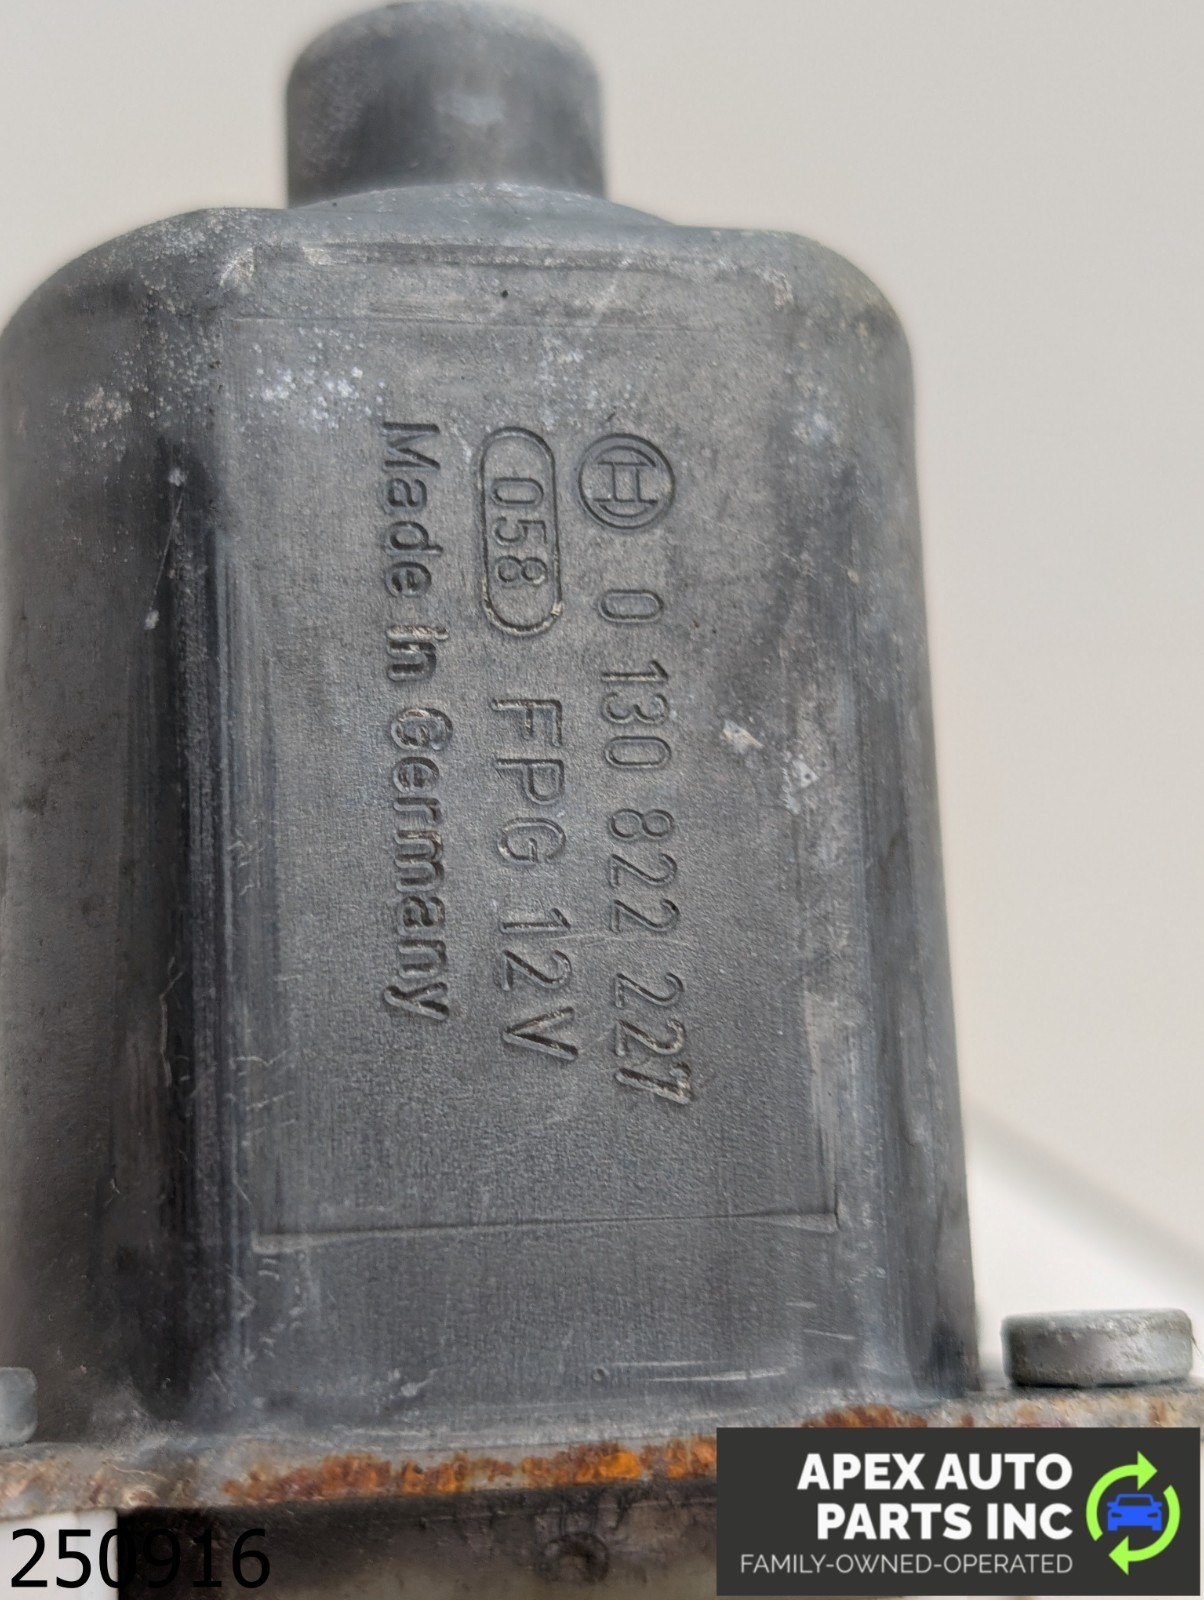 0 130 822 227
058 FPG 12V
Made in Germany
250916
APEX AUTO
PARTS INC
FAMILY-OWNED-OPERATED